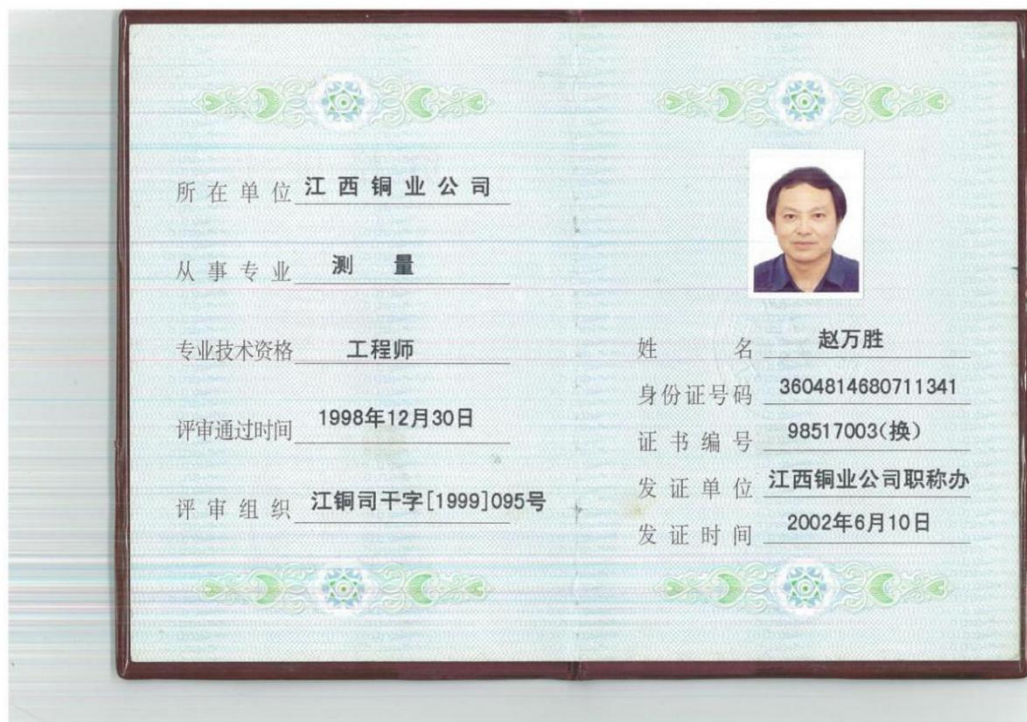 所在单位 江西铜业公司
从事专业 测 量
专业技术资格 工程师
评审通过时间 1998年12月30日
评审组织 江铜司干字[1999]095号
姓名 赵万胜
身份证号码 3604814680711341
证书编号 98517003(换)
发证单位 江西铜业公司职称办
发证时间 2002年6月10日